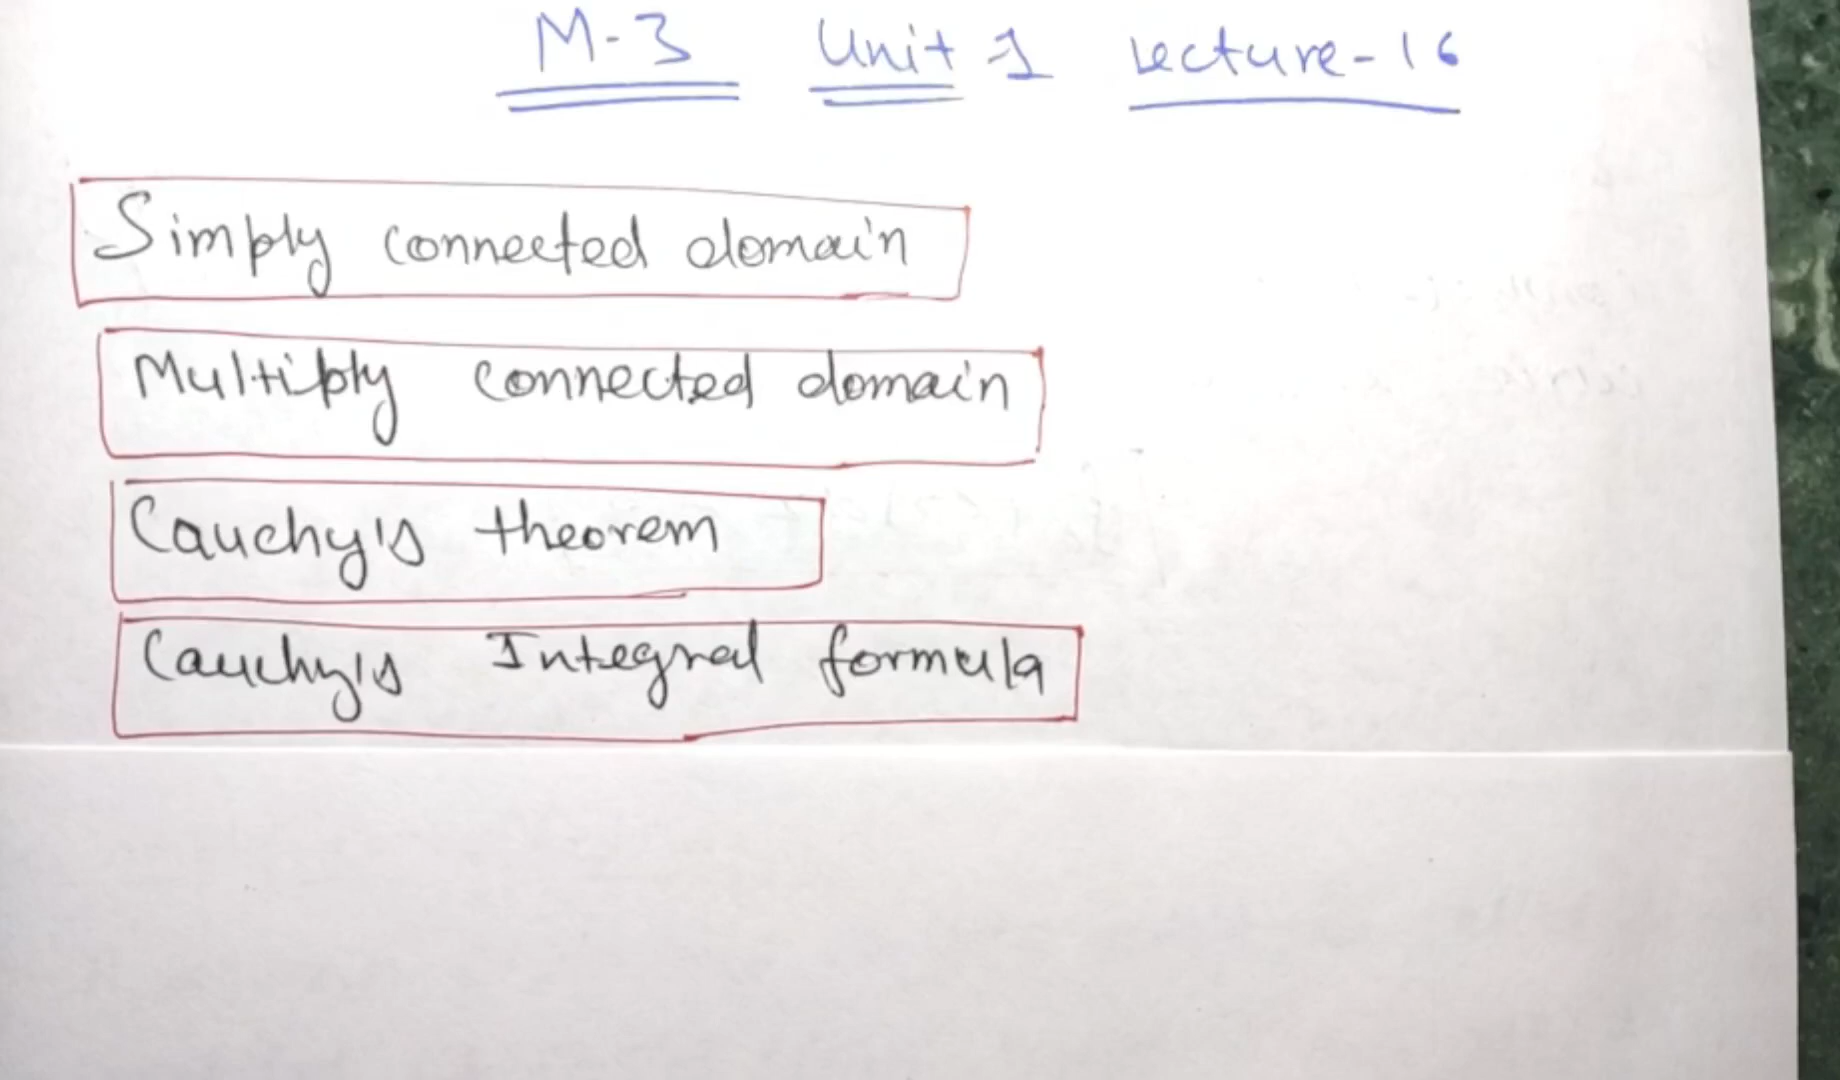 M-3 Unit-1 Lecture-16
Simply connected domain
Multiply connected domain
Cauchy's theorem
Cauchy's Integral formula